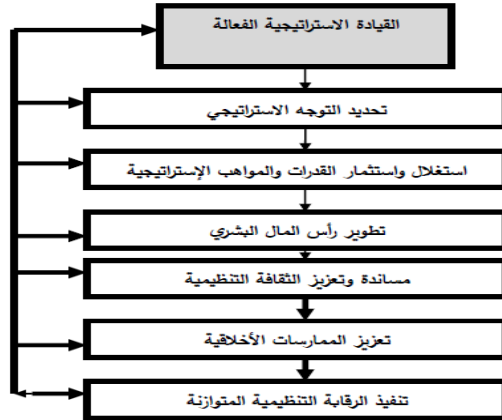 القيادة الاستراتيجية الفعالة
تحديد التوجه الاستراتيجي
استغلال واستثمار القدرات والمواهب الإستراتيجية
تطوير رأس المال البشري
مساندة وتعزيز الثقافة التنظيمية
تعزيز الممارسات الأخلاقية
تنفيذ الرقابة التنظيمية المتوازنة